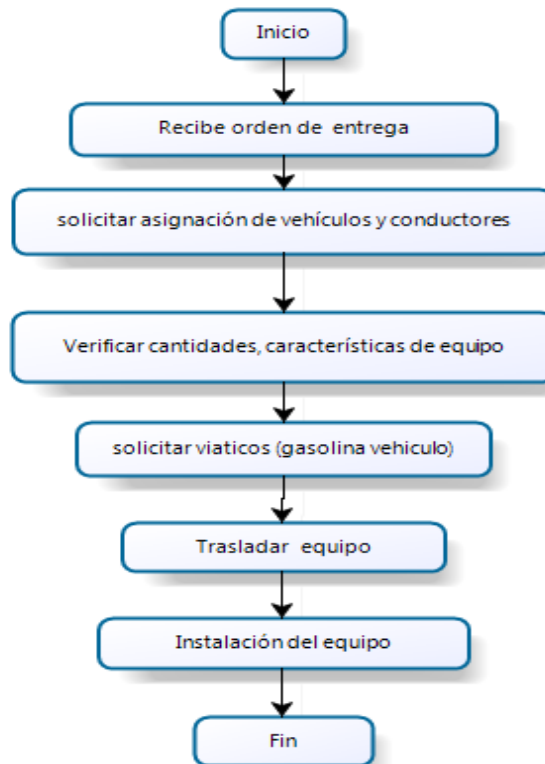 Inicio
Recibe orden de entrega
solicitar asignación de vehículos y conductores
Verificar cantidades, características de equipo
solicitar viaticos (gasolina vehiculo)
Trasladar equipo
Instalación del equipo
Fin